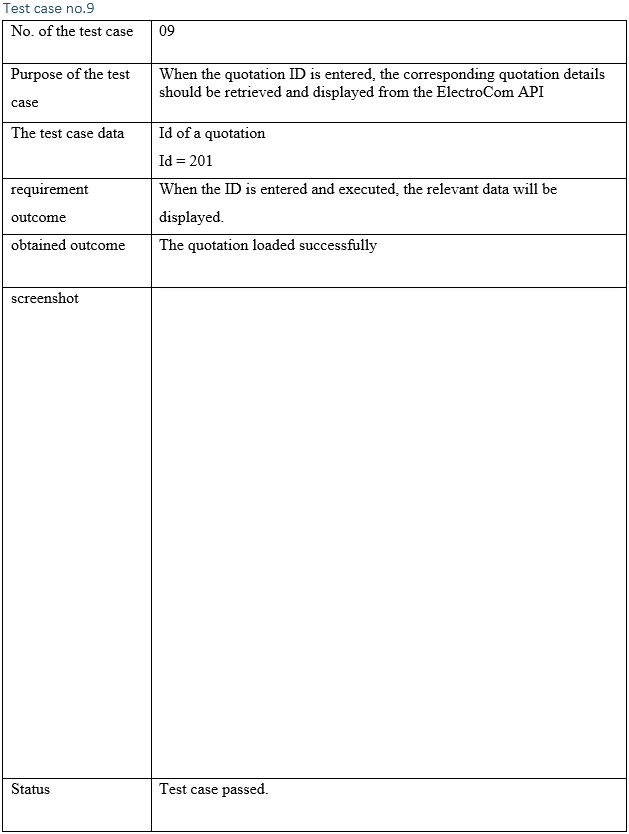 Test case no.9
No. of the test case 09
Purpose of the test case When the quotation ID is entered, the corresponding quotation details
should be retrieved and displayed from the ElectroCom API
The test case data Id of a quotation
Id = 201
requirement outcome When the ID is entered and executed, the relevant data will be
displayed.
obtained outcome The quotation loaded successfully
screenshot
Status Test case passed.